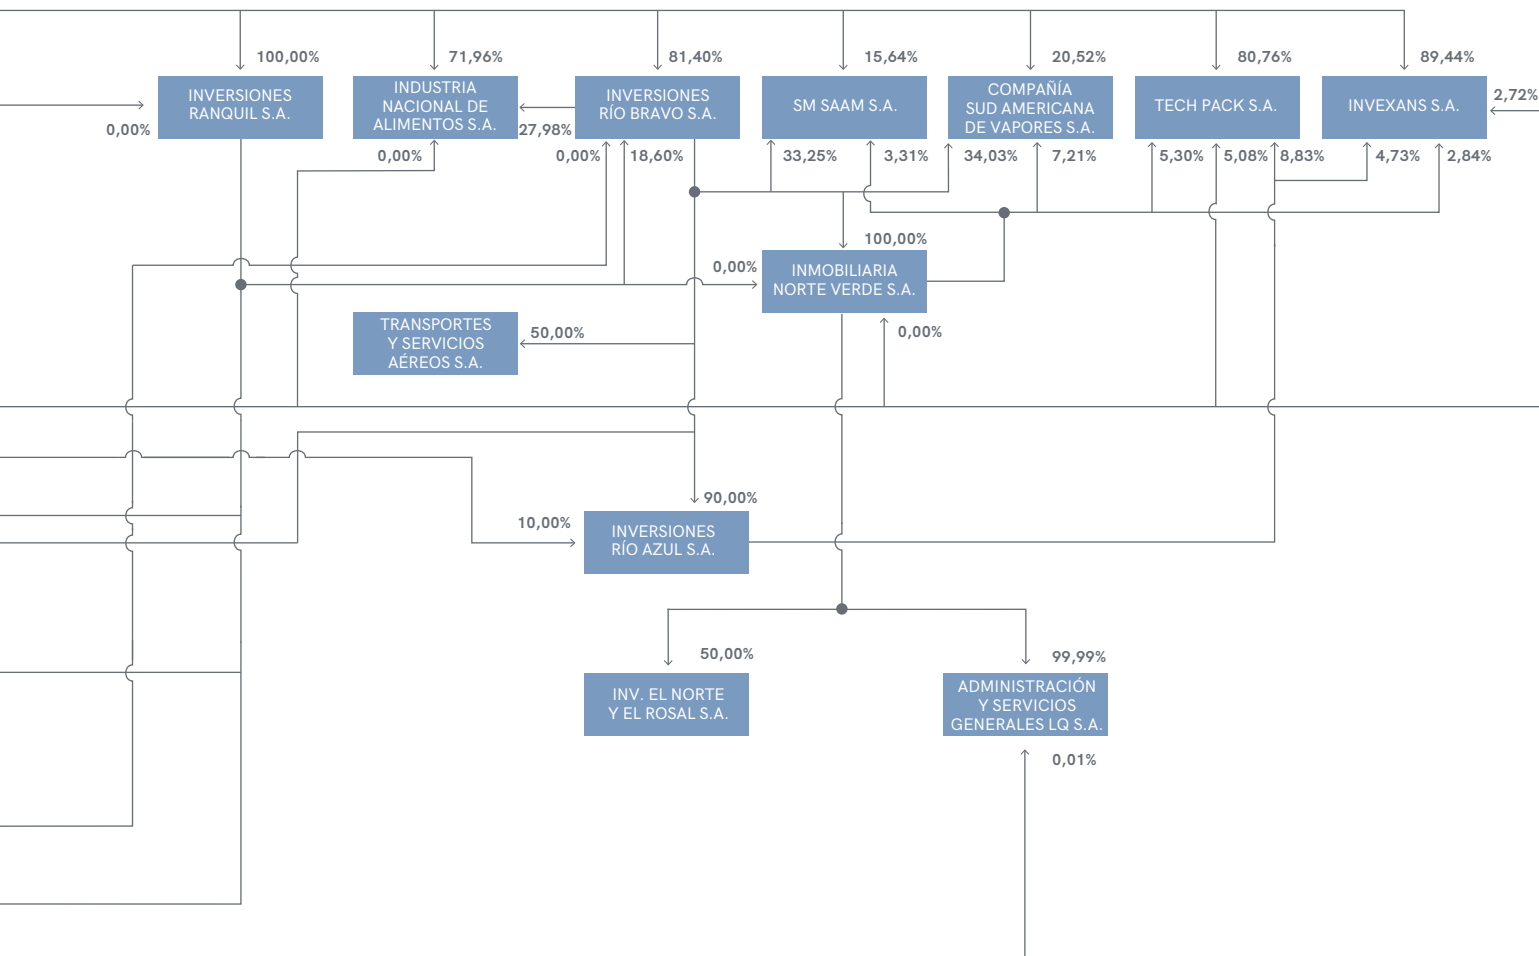 100,00%
71,96%
81,40%
15,64%
20,52%
80,76%
89,44%
INVERSIONES
RANQUIL S.A.
INDUSTRIA
NACIONAL DE
ALIMENTOS S.A.
INVERSIONES
RÍO BRAVO S.A.
SM SAAM S.A.
COMPAÑÍA
SUD AMERICANA
DE VAPORES S.A.
TECH PACK S.A.
INVEXANS S.A.
2,72%
0,00%
27,98%
0,00%
0,00%
18,60%
33,25%
3,31%
34,03%
7,21%
5,30%
5,08%
8,83%
4,73%
2,84%
100,00%
0,00%
INMOBILIARIA
NORTE VERDE S.A.
TRANSPORTES
Y SERVICIOS
AÉREOS S.A.
50,00%
0,00%
90,00%
10,00%
INVERSIONES
RÍO AZUL S.A.
50,00%
99,99%
INV. EL NORTE
Y EL ROSAL S.A.
ADMINISTRACIÓN
Y SERVICIOS
GENERALES LQ S.A.
0,01%